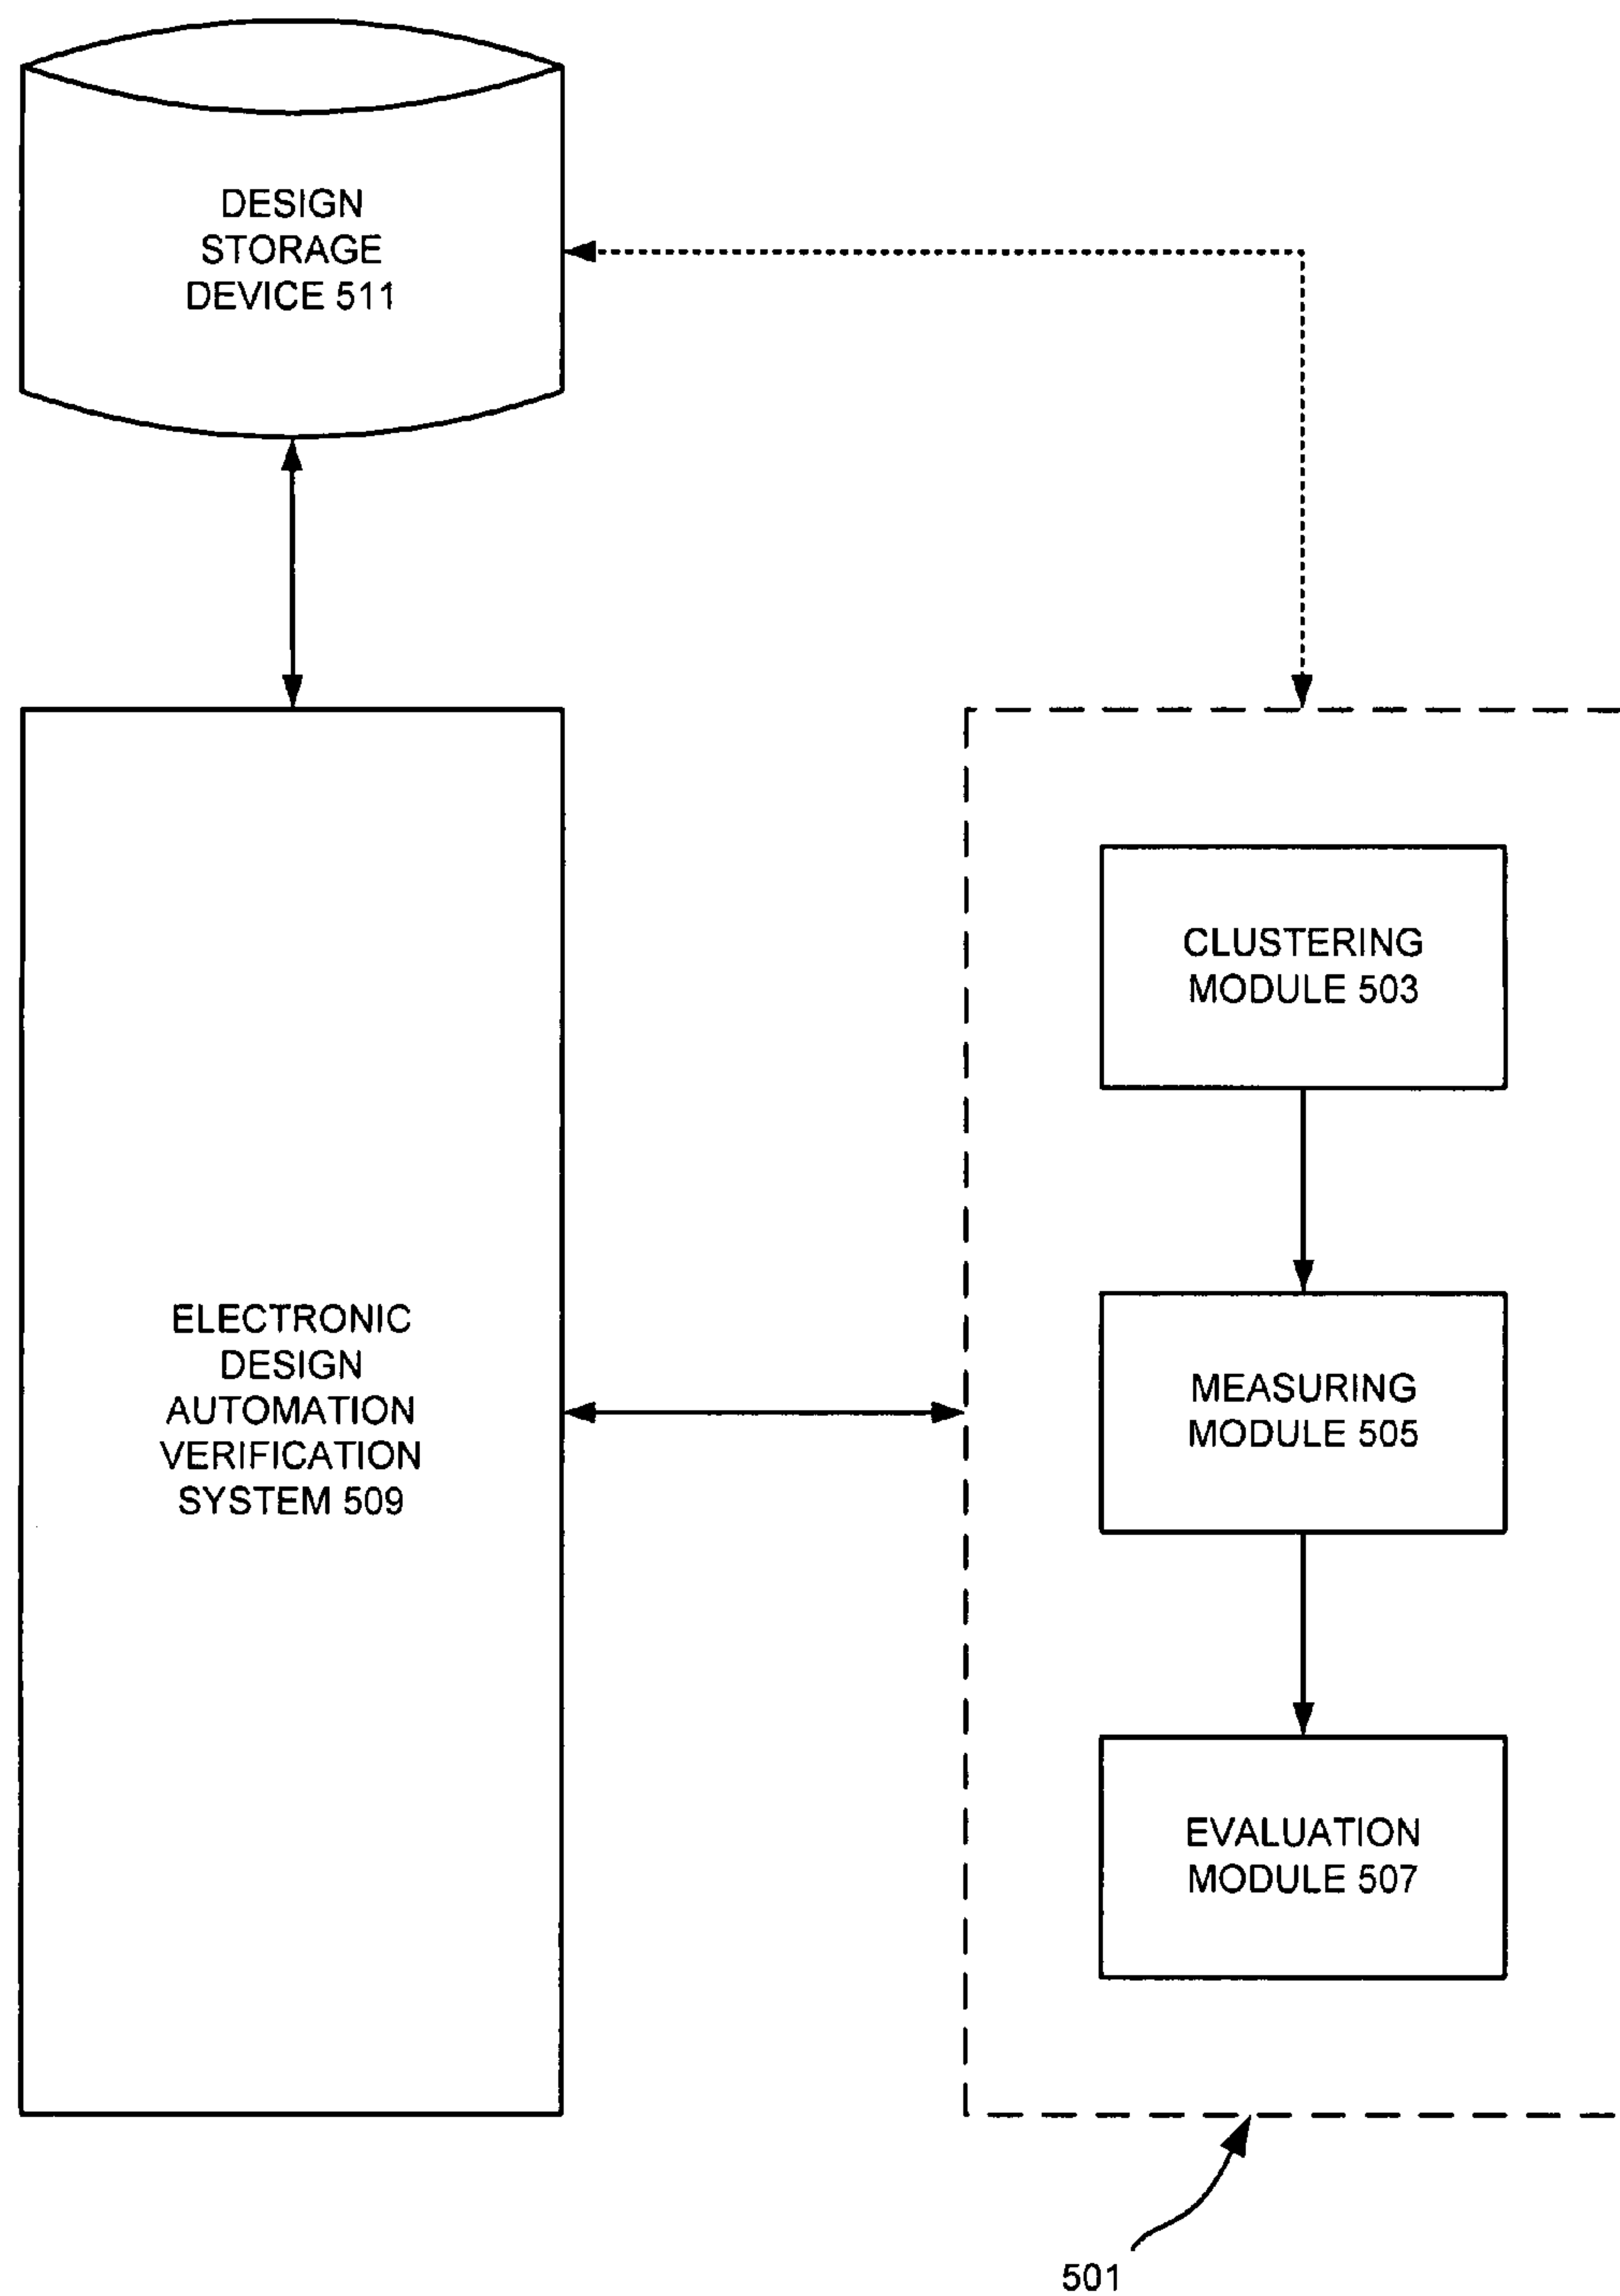 DESIGN
STORAGE
DEVICE 511
CLUSTERING
MODULE 503
ELECTRONIC
DESIGN
AUTOMATION
VERIFICATION
SYSTEM 509
MEASURING
MODULE 505
EVALUATION
MODULE 507
501